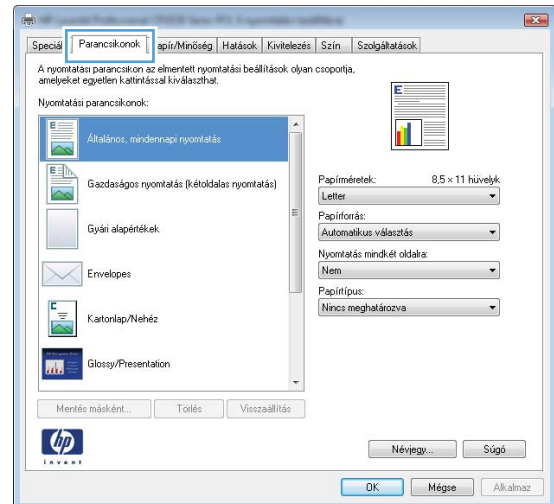 Speciál Parancsikonok apír/Minőség Hatások Kivitelezés Szín Szolgáltatások
A nyomtatási parancsikon az elmentett nyomtatási beállítások olyan csoportja,
amelyeket egyetlen kattintással kiválaszthat.
Nyomtatási parancsikonok:
Általános, mindennapi nyomtatás
Gazdaságos nyomtatás (kétoldalas nyomtatás)
Gyári alapértékek
Envelopes
Kartonlap/Nehéz
Glossy/Presentation
Papírméretek: 8,5 × 11 hüvelyk
Letter
Papírforrás:
Automatikus választás
Nyomtatás mindkét oldalra:
Nem
Papírtípus:
Nincs meghatározva
Mentés másként... Törlés Visszaállítás
hp
invent
Névjegy... Súgó
OK Mégse Alkalmaz